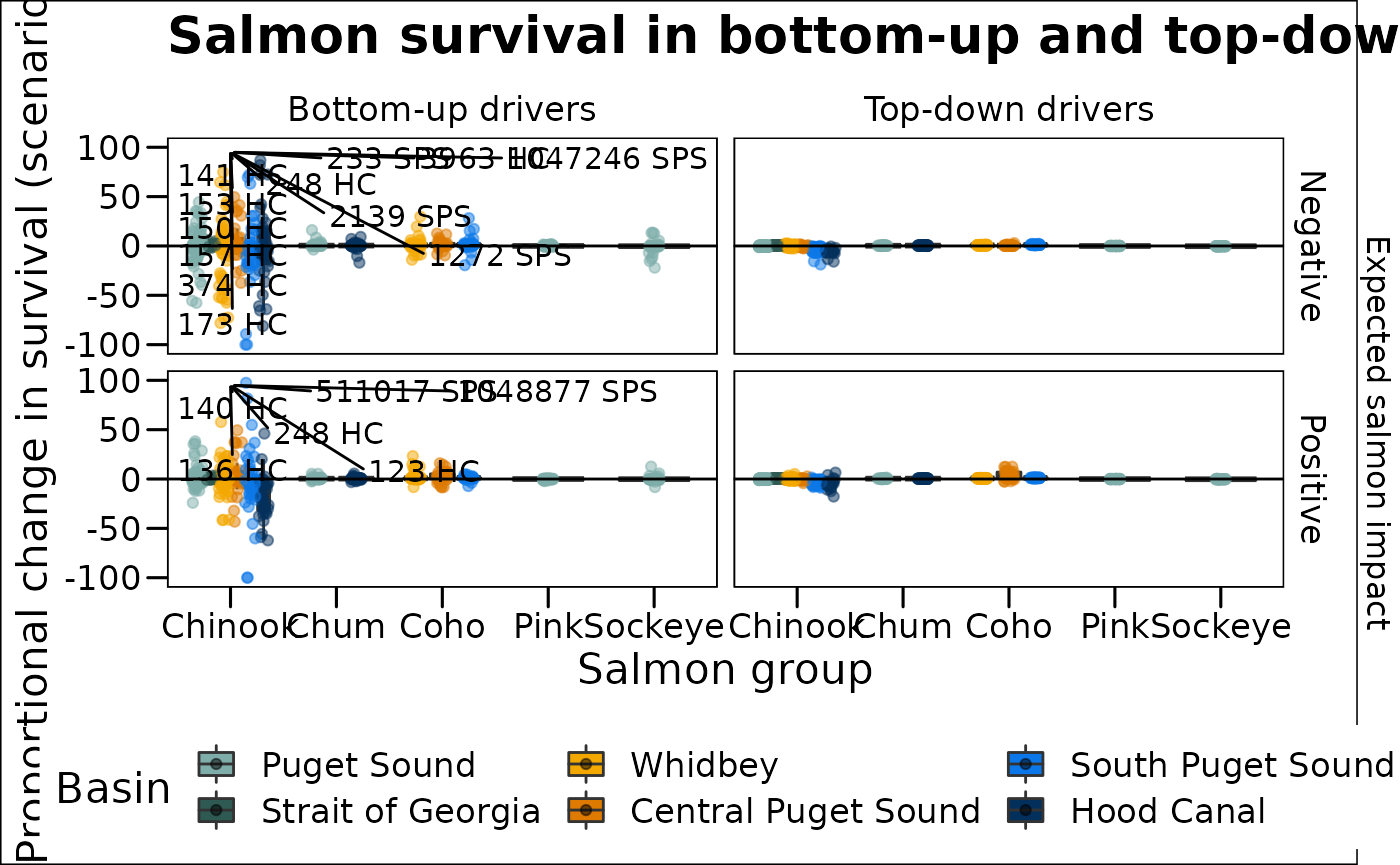 Salmon survival in bottom-up and top-dow
Proportional change in survival (scenario
Bottom-up drivers
Top-down drivers
100
50
0
-50
-100
233 SPS
3963 HC
1047246 SPS
141 HC
248 HC
153 HC
2139 SPS
150 HC
157 HC
1272 SPS
374 HC
173 HC
Negative
100
50
0
-50
-100
511017 SPS
1048877 SPS
140 HC
248 HC
136 HC
123 HC
Positive
Expected salmon impact
Chinook Chum Coho Pink Sockeye
Chinook Chum Coho Pink Sockeye
Salmon group
Basin
Puget Sound
Whidbey
South Puget Sound
Strait of Georgia
Central Puget Sound
Hood Canal